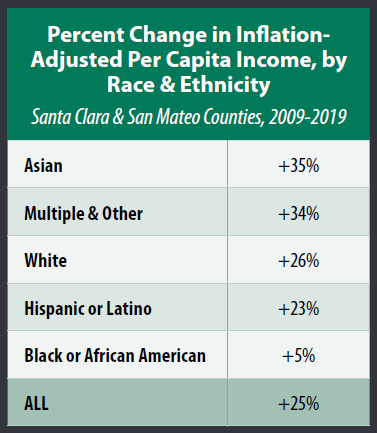 Percent Change in Inflation-
Adjusted Per Capita Income, by
Race & Ethnicity
Santa Clara & San Mateo Counties, 2009-2019
Asian +35%
Multiple & Other +34%
White +26%
Hispanic or Latino +23%
Black or African American +5%
ALL +25%